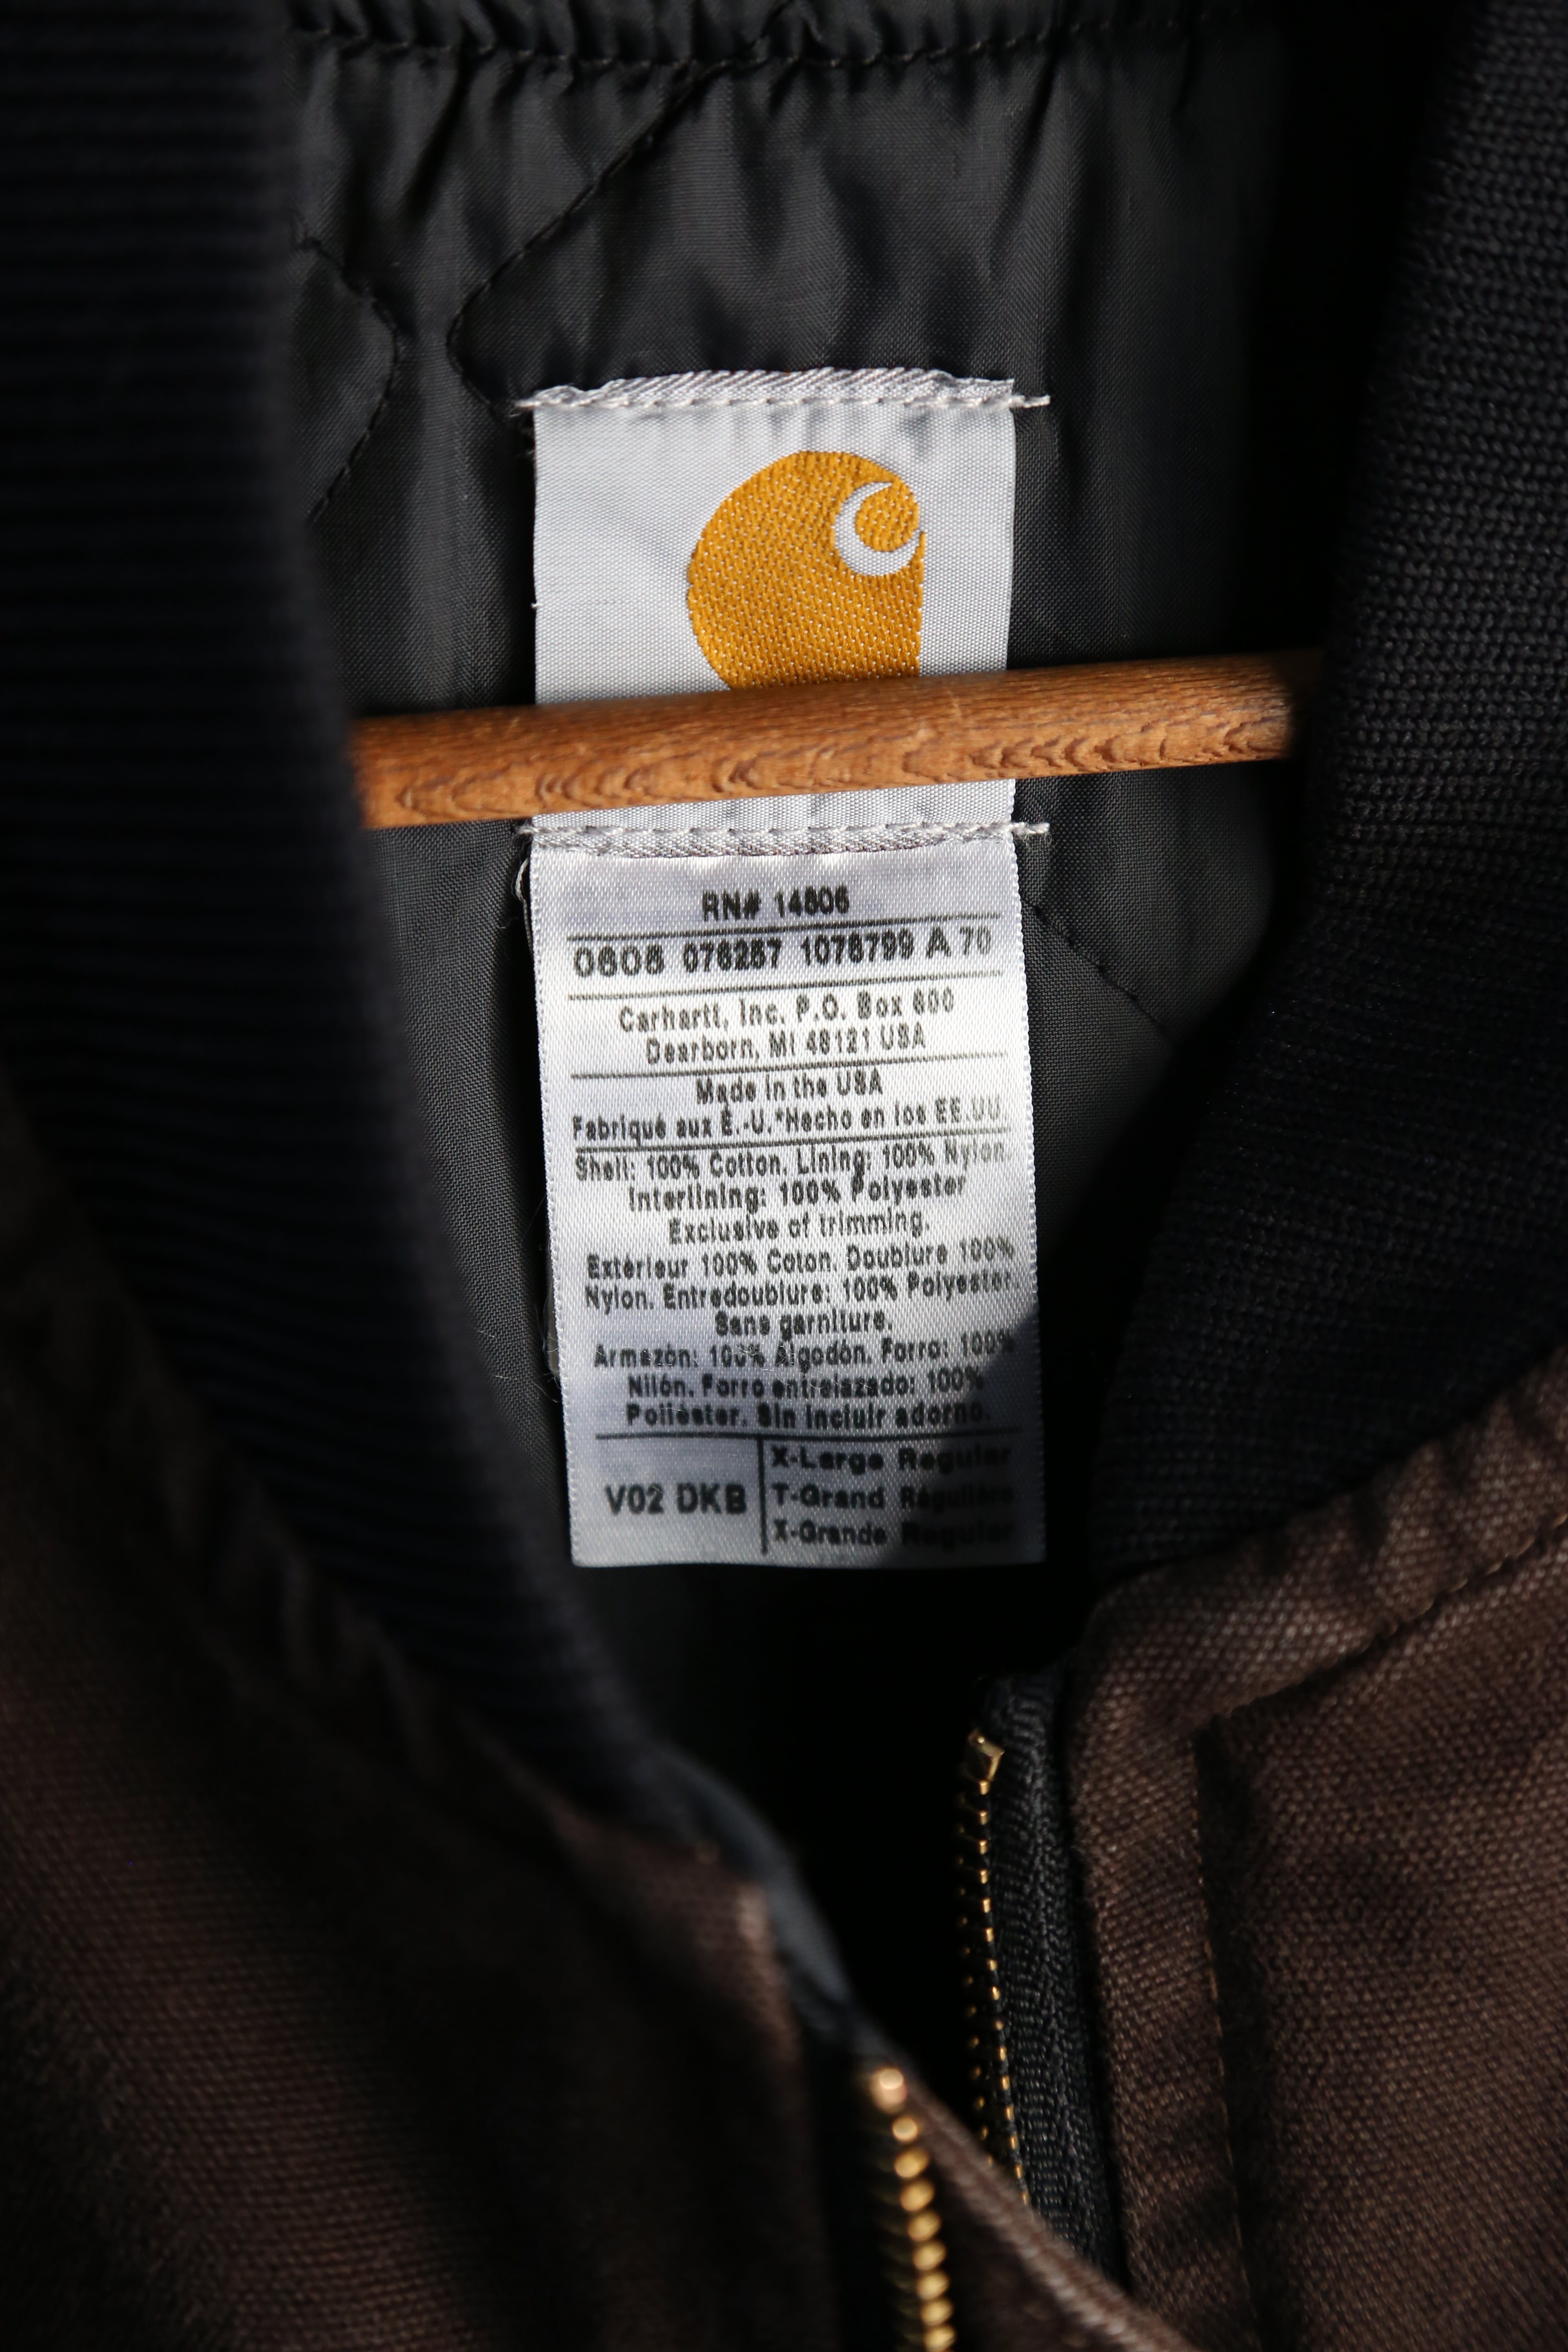 RN# 14806
0608 076257 1076799 A 70
Carhartt, Inc. P.O. Box 600
Dearborn, MI 48121 USA
Made in the USA
Fabriqué aux É.-U.*Hecho en los EE.UU.
Shell: 100% Cotton. Lining: 100% Nylon.
Interlining: 100% Polyester
Exclusive of trimming.
Extérieur 100% Coton. Doublure 100%
Nylon. Entredoublure: 100% Polyester.
Sans garniture.
Armazón: 100% Algodón. Forro: 100%
Nilón. Forro entrelazado: 100%
Poliéster. Sin incluir adorno.
V02 DKB
X-Large Regular
T-Grand Régulière
X-Grande Regular